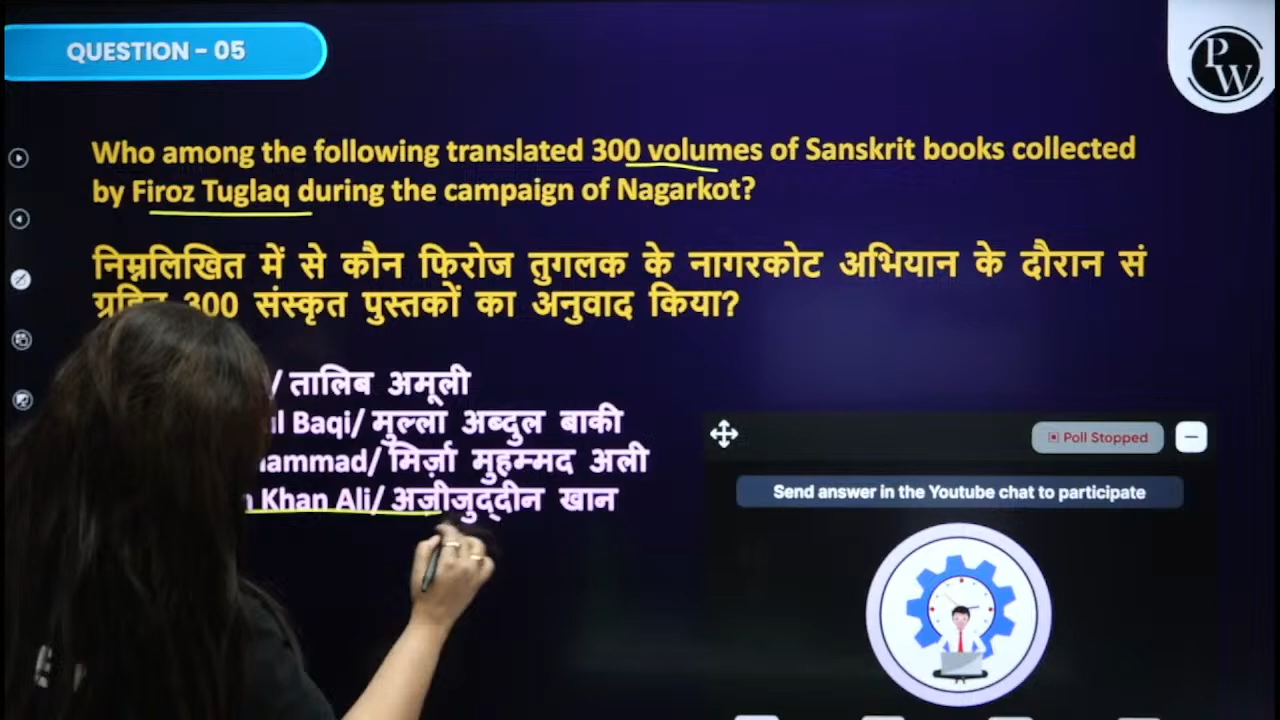 QUESTION - 05
PW
Who among the following translated 300 volumes of Sanskrit books collected
by Firoz Tuglaq during the campaign of Nagarkot?
निम्नलिखित में से कौन फिरोज तुगलक के नागरकोट अभियान के दौरान सं
300 संस्कृत पुस्तकों का अनुवाद किया?
/ तालिब अमूली
Baqi/ मुल्ला अब्दुल बाकी
मिर्ज़ा मुहम्मद अली
Khan Ali/ अज़ीजुद्दीन खान
Poll Stopped
Send answer in the Youtube chat to participate